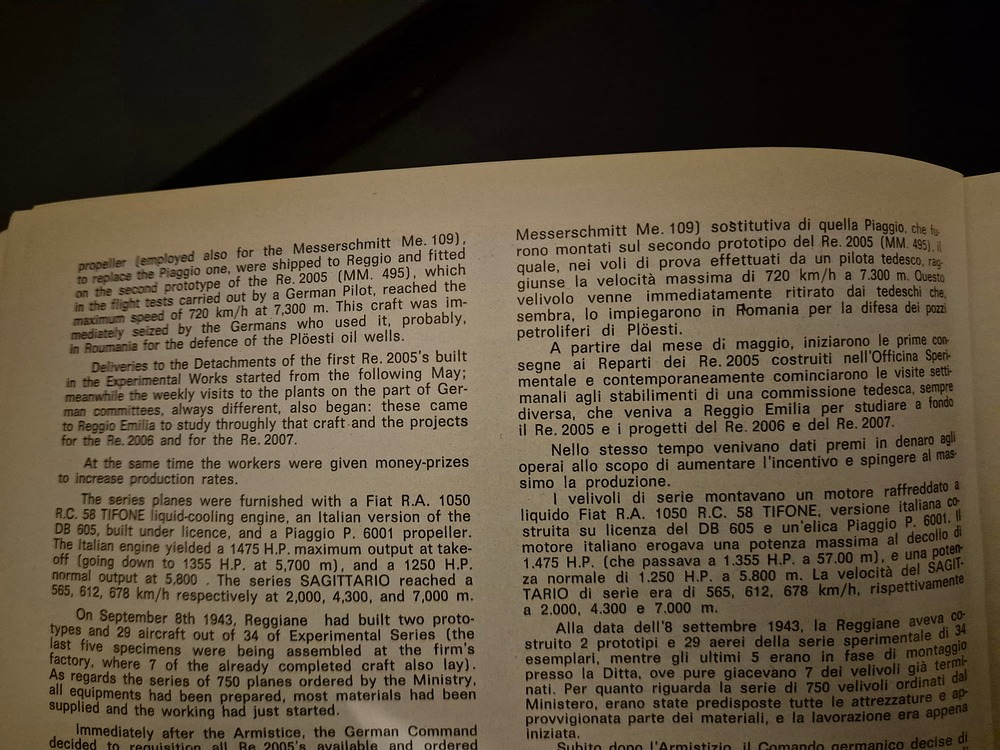 propeller (employed also for the Messerschmitt Me. 109),
to replace the Piaggio one, were shipped to Reggio and fitted
on the second prototype of the Re. 2005 (MM. 495), which
in the flight tests carried out by a German Pilot, reached the
maximum speed of 720 km/h at 7,300 m. This craft was im-
mediately seized by the Germans who used it, probably,
in Roumania for the defence of the Plöesti oil wells.
Deliveries to the Detachments of the first Re. 2005's built
in the Experimental Works started from the following May;
meanwhile the weekly visits to the plants on the part of Ger-
man committees, always different, also began: these came
to Reggio Emilia to study throughly that craft and the projects
for the Re. 2006 and for the Re. 2007.
At the same time the workers were given money-prizes
to increase production rates.
The series planes were furnished with a Fiat R.A. 1050
R.C. 58 TIFONE liquid-cooling engine, an Italian version of the
DB 605, built under licence, and a Piaggio P. 6001 propeller.
The Italian engine yielded a 1475 H.P. maximum output at take-
off (going down to 1355 H.P. at 5,700 m), and a 1250 H.P.
normal output at 5,800 . The series SAGITTARIO reached a
565, 612, 678 km/h respectively at 2,000, 4,300, and 7,000 m.
On September 8th 1943, Reggiane had built two proto-
types and 29 aircraft out of 34 of Experimental Series (the
last five specimens were being assembled at the firm's
factory, where 7 of the already completed craft also lay).
As regards the series of 750 planes ordered by the Ministry,
all equipments had been prepared, most materials had been
supplied and the working had just started.
Immediately after the Armistice, the German Command
decided to requisition all Re 2005's available and ordered
Messerschmitt Me. 109) sostitutiva di quella Piaggio, che fu-
rono montati sul secondo prototipo del Re. 2005 (MM. 495), il
quale, nei voli di prova effettuati da un pilota tedesco, rag-
giunse la velocità massima di 720 km/h a 7.300 m. Questo
velivolo venne immediatamente ritirato dai tedeschi che,
sembra, lo impiegarono in Romania per la difesa dei pozzi
petroliferi di Plöesti.
A partire dal mese di maggio, iniziarono le prime con-
segne ai Reparti dei Re. 2005 costruiti nell'Officina Speri-
mentale e contemporaneamente cominciarono le visite setti-
manali agli stabilimenti di una commissione tedesca, sempre
diversa, che veniva a Reggio Emilia per studiare a fondo
il Re. 2005 e i progetti del Re. 2006 e del Re. 2007.
Nello stesso tempo venivano dati premi in denaro agli
operai allo scopo di aumentare l'incentivo e spingere al mas-
simo la produzione.
I velivoli di serie montavano un motore raffreddato a
liquido Fiat R.A. 1050 R.C. 58 TIFONE, versione italiana co-
struita su licenza del DB 605 e un'elica Piaggio P. 6001. Il
motore italiano erogava una potenza massima al decollo di
1.475 H.P. (che passava a 1.355 H.P. a 57.00 m), e una poten-
za normale di 1.250 H.P. a 5.800 m. La velocità del SAGIT-
TARIO di serie era di 565, 612, 678 km/h, rispettivamente
a 2.000, 4.300 e 7.000 m.
Alla data dell'8 settembre 1943, la Reggiane aveva co-
struito 2 prototipi e 29 aerei della serie sperimentale di 34
esemplari, mentre gli ultimi 5 erano in fase di montaggio
presso la Ditta, ove pure giacevano 7 dei velivoli già termi-
nati. Per quanto riguarda la serie di 750 velivoli ordinati dal
Ministero, erano state predisposte tutte le attrezzature e ap-
provvigionata parte dei materiali, e la lavorazione era appena
iniziata.
Subito dopo l'Armistizio, il Comando germanico decise di